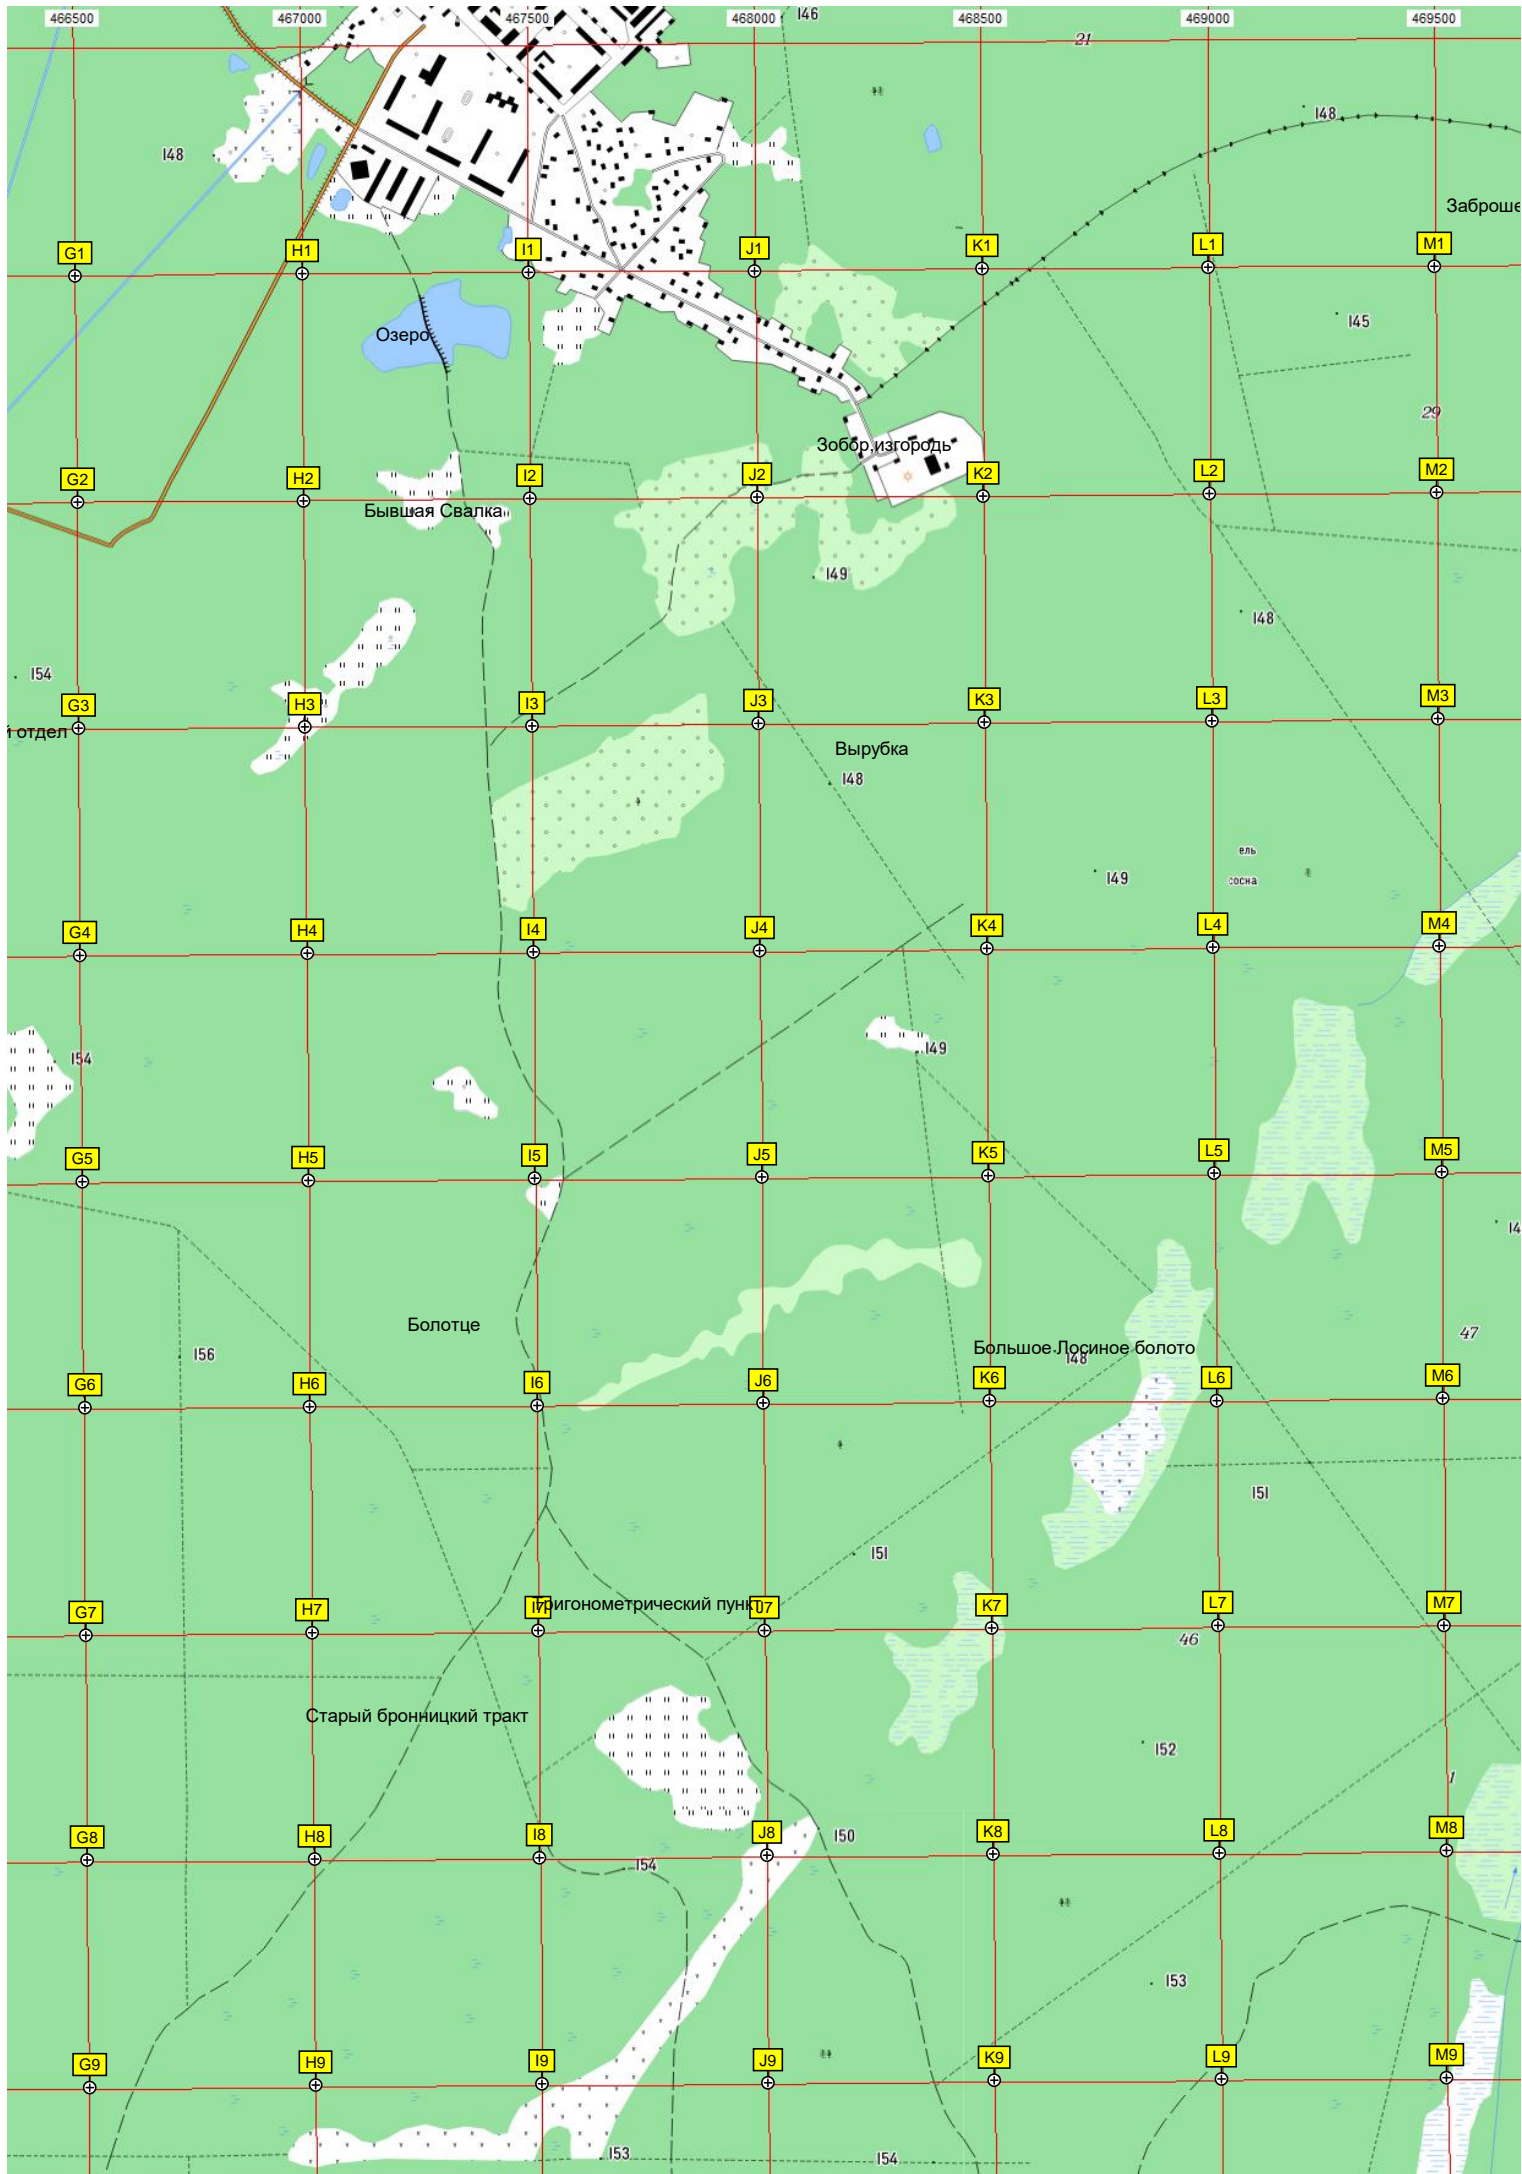 466500 467000 467500 468000 468500 469000 469500
146
21
148
148
Заброше
G1 H1 I1 J1 K1 L1 M1
145
Озеро
29
Зобор,изгородь
G2 H2 I2 J2 K2 L2 M2
Бывшая Свалка
149
148
154
G3 H3 I3 J3 K3 L3 M3
й отдел
Вырубка
148
ель
149
сосна
G4 H4 I4 J4 K4 L4 M4
149
154
G5 H5 I5 J5 K5 L5 M5
14
Болотце
47
156
Большое Лосиное болото
148
G6 H6 I6 J6 K6 L6 M6
151
151
Тригонометрический пункт
G7 H7 I7 J7 K7 L7 M7
46
Старый бронницкий тракт
152
1
G8 H8 I8 J8 K8 L8 M8
150
154
153
G9 H9 I9 J9 K9 L9 M9
153
154